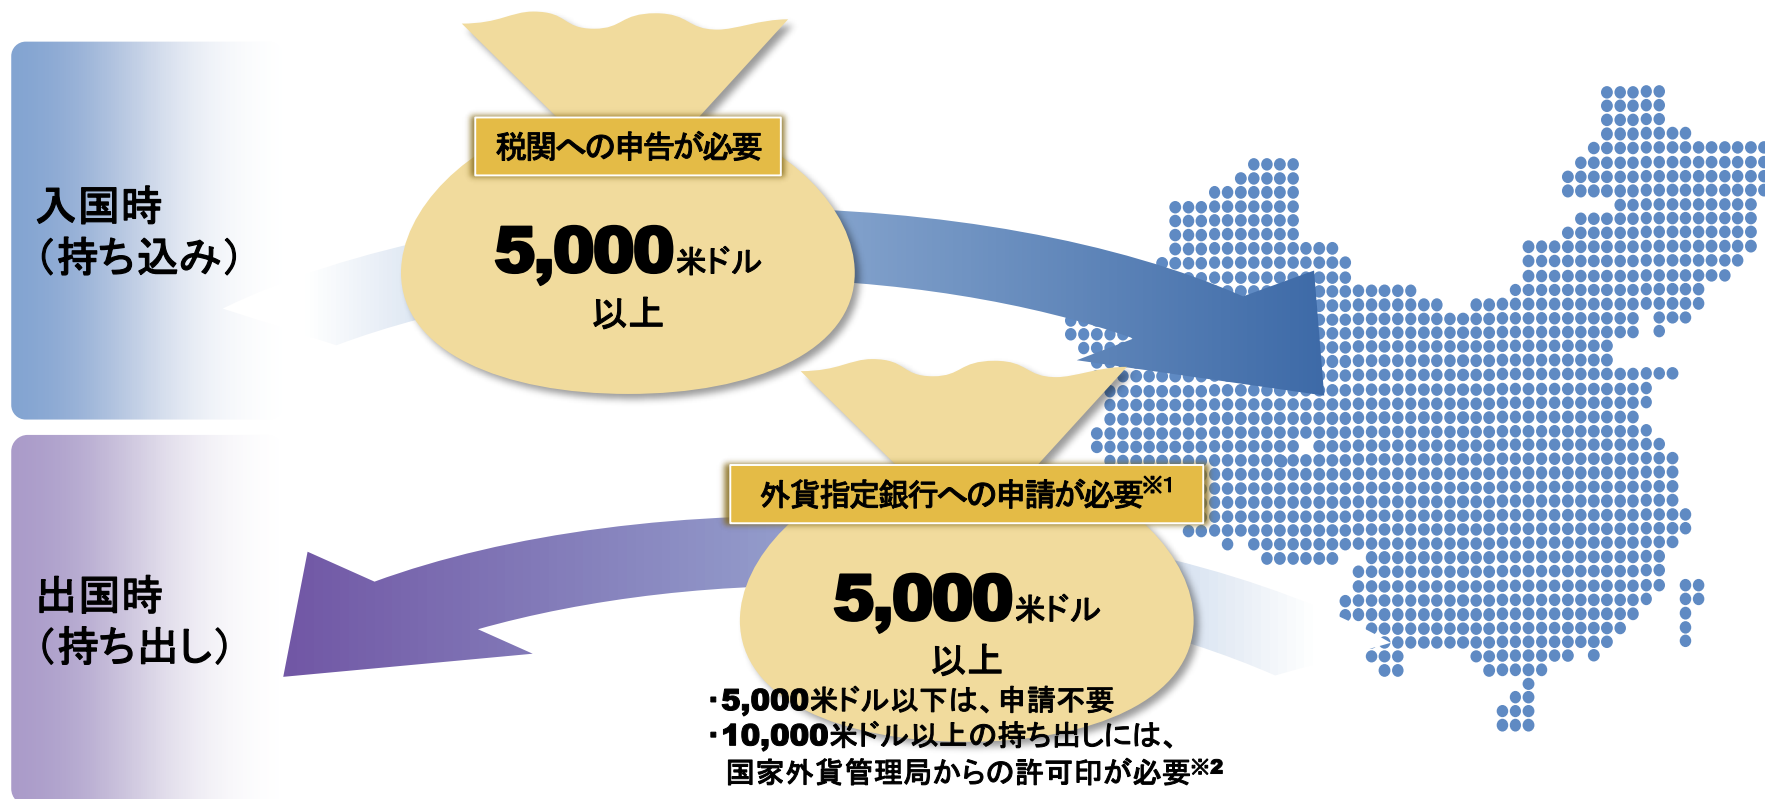 入国時
（持ち込み）
税関への申告が必要
5,000米ドル
以上
出国時
（持ち出し）
外貨指定銀行への申請が必要※1
5,000米ドル
以上
・5,000米ドル以下は、申請不要
・10,000米ドル以上の持ち出しには、
国家外貨管理局からの許可印が必要※2